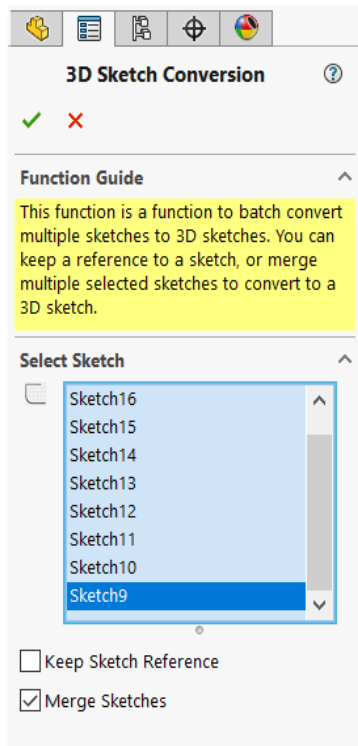 3D Sketch Conversion
Function Guide
This function is a function to batch convert
multiple sketches to 3D sketches. You can
keep a reference to a sketch, or merge
multiple selected sketches to convert to a
3D sketch.
Select Sketch
Sketch16
Sketch15
Sketch14
Sketch13
Sketch12
Sketch11
Sketch10
Sketch9
Keep Sketch Reference
Merge Sketches